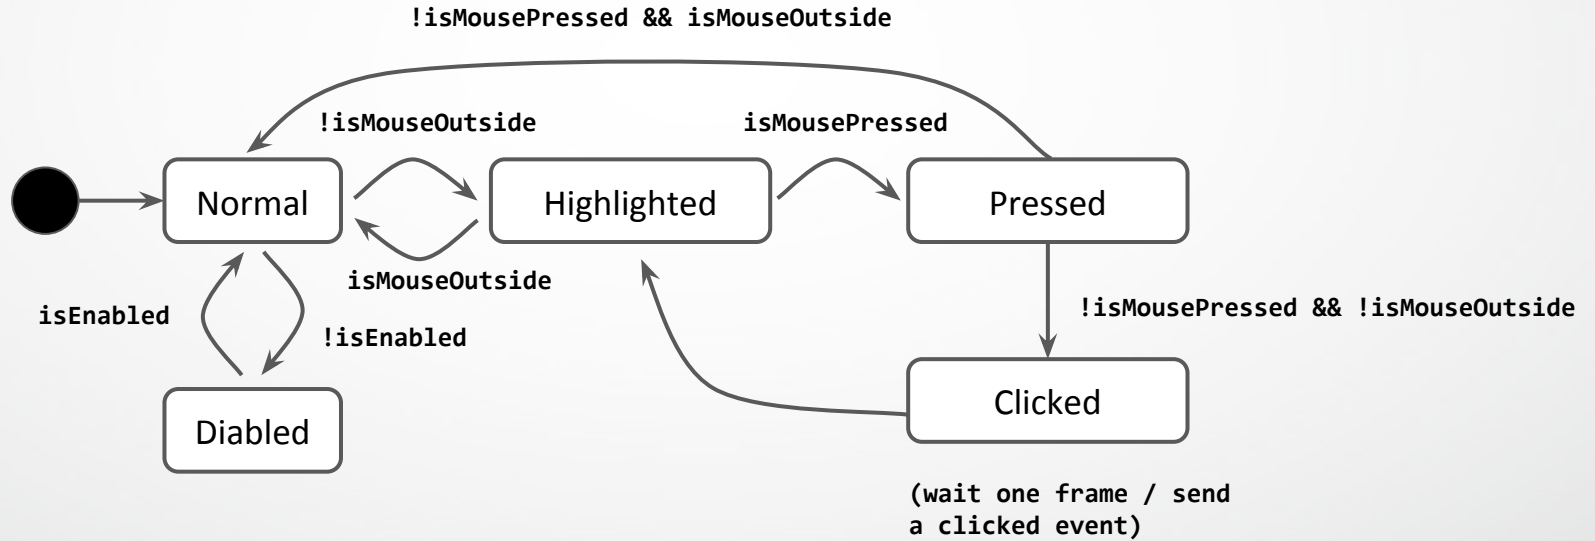 !isMousePressed && isMouseOutside
!isMouseOutside
isMousePressed
Normal
Highlighted
Pressed
isMouseOutside
isEnabled
!isEnabled
!isMousePressed && !isMouseOutside
Diabled
Clicked
(wait one frame / send
a clicked event)